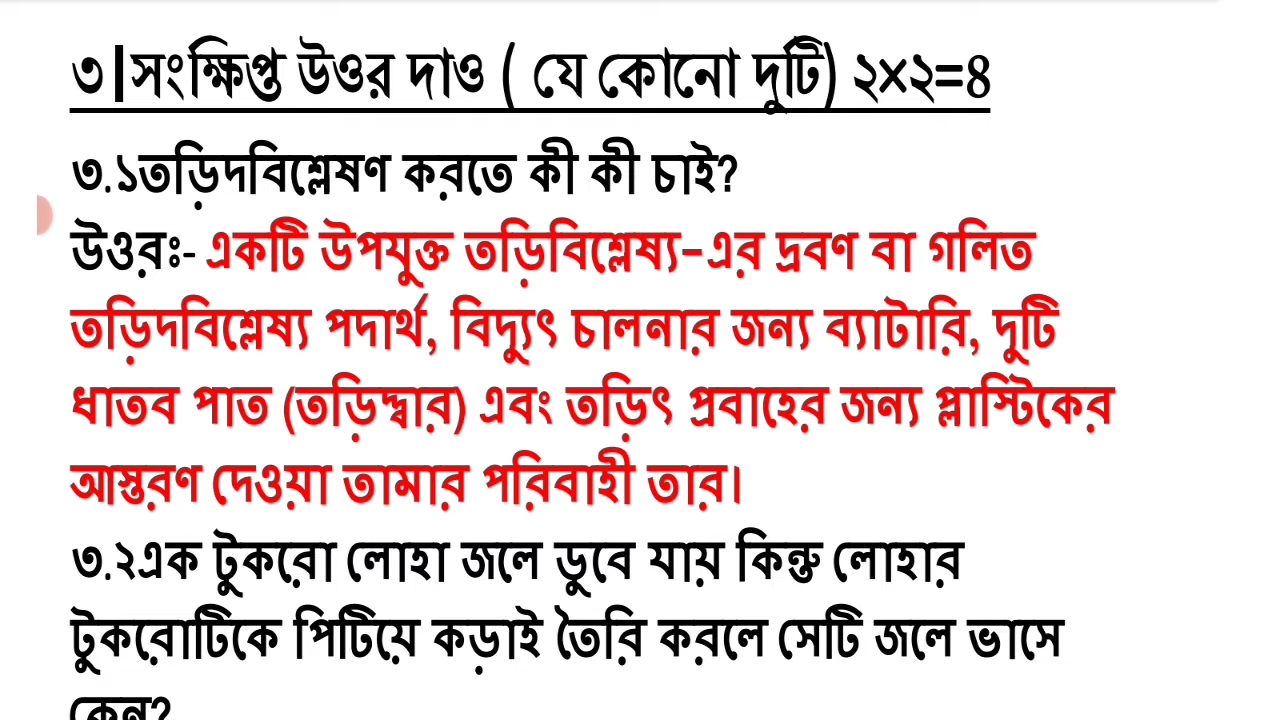 ৩|সংক্ষিপ্ত উওর দাও ( যে কোনো দুটি) ২×২=8
৩.১তড়িদবিশ্লেষণ করতে কী কী চাই?
উওরঃ- একটি উপযুক্ত তড়িবিশ্লেষ্য-এর দ্রবণ বা গলিত
তড়িদবিশ্লেষ্য পদার্থ, বিদ্যুৎ চালনার জন্য ব্যাটারি, দুটি
ধাতব পাত (তড়িদ্দ্বার) এবং তড়িৎ প্রবাহের জন্য প্লাস্টিকের
আস্তরণ দেওয়া তামার পরিবাহী তার।
৩.২এক টুকরো লোহা জলে ডুবে যায় কিন্তু লোহার
টুকরোটিকে পিটিয়ে কড়াই তৈরি করলে সেটি জলে ভাসে
কেন?